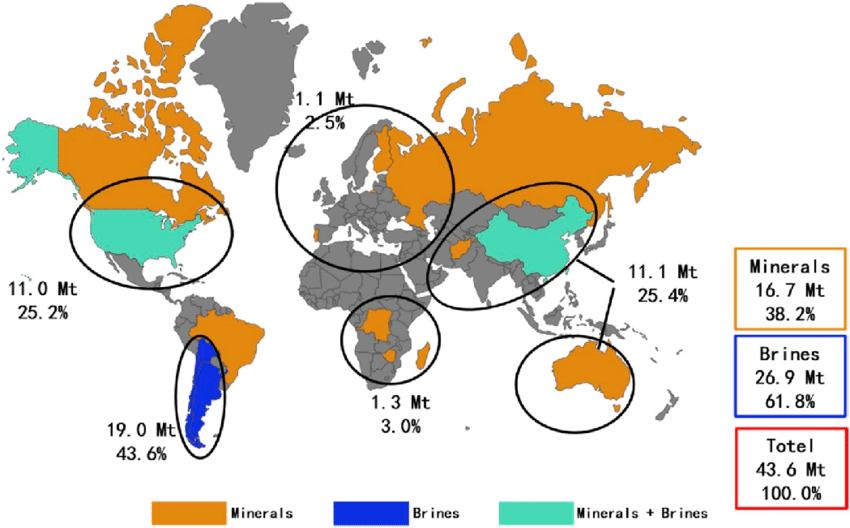 1.1 Mt
2.5%
11.0 Mt
25.2%
11.1 Mt
25.4%
19.0 Mt
43.6%
1.3 Mt
3.0%
Minerals
16.7 Mt
38.2%
Brines
26.9 Mt
61.8%
Totel
43.6 Mt
100.0%
Minerals
Brines
Minerals + Brines